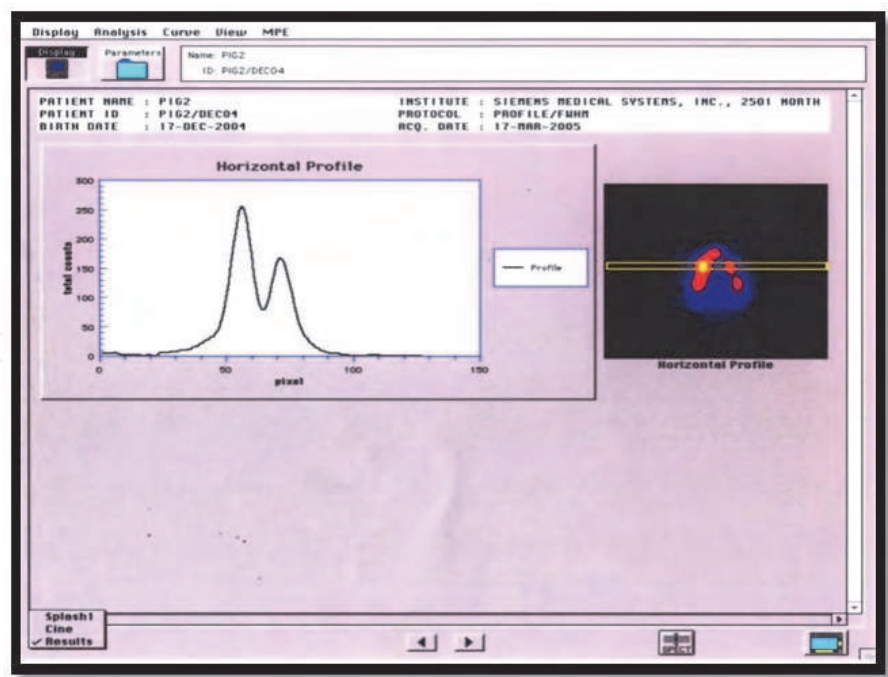 Display Analysis Curve View MPE
Display
Parameters
Name: PIG2
ID: PIG2/DECO4
PATIENT NAME : PIG2
PATIENT ID : PIG2/DECO4
BIRTH DATE : 17-DEC-2004
INSTITUTE : SIEMENS MEDICAL SYSTEMS, INC., 2501 NORTH
PROTOCOL : PROFILE/FWHM
ACQ. DATE : 17-MAR-2005
Horizontal Profile
total counts
300
250
200
150
100
50
0
0 50 100 150
pixel
Profile
Horizontal Profile
Splash1
Cine
✓ Results